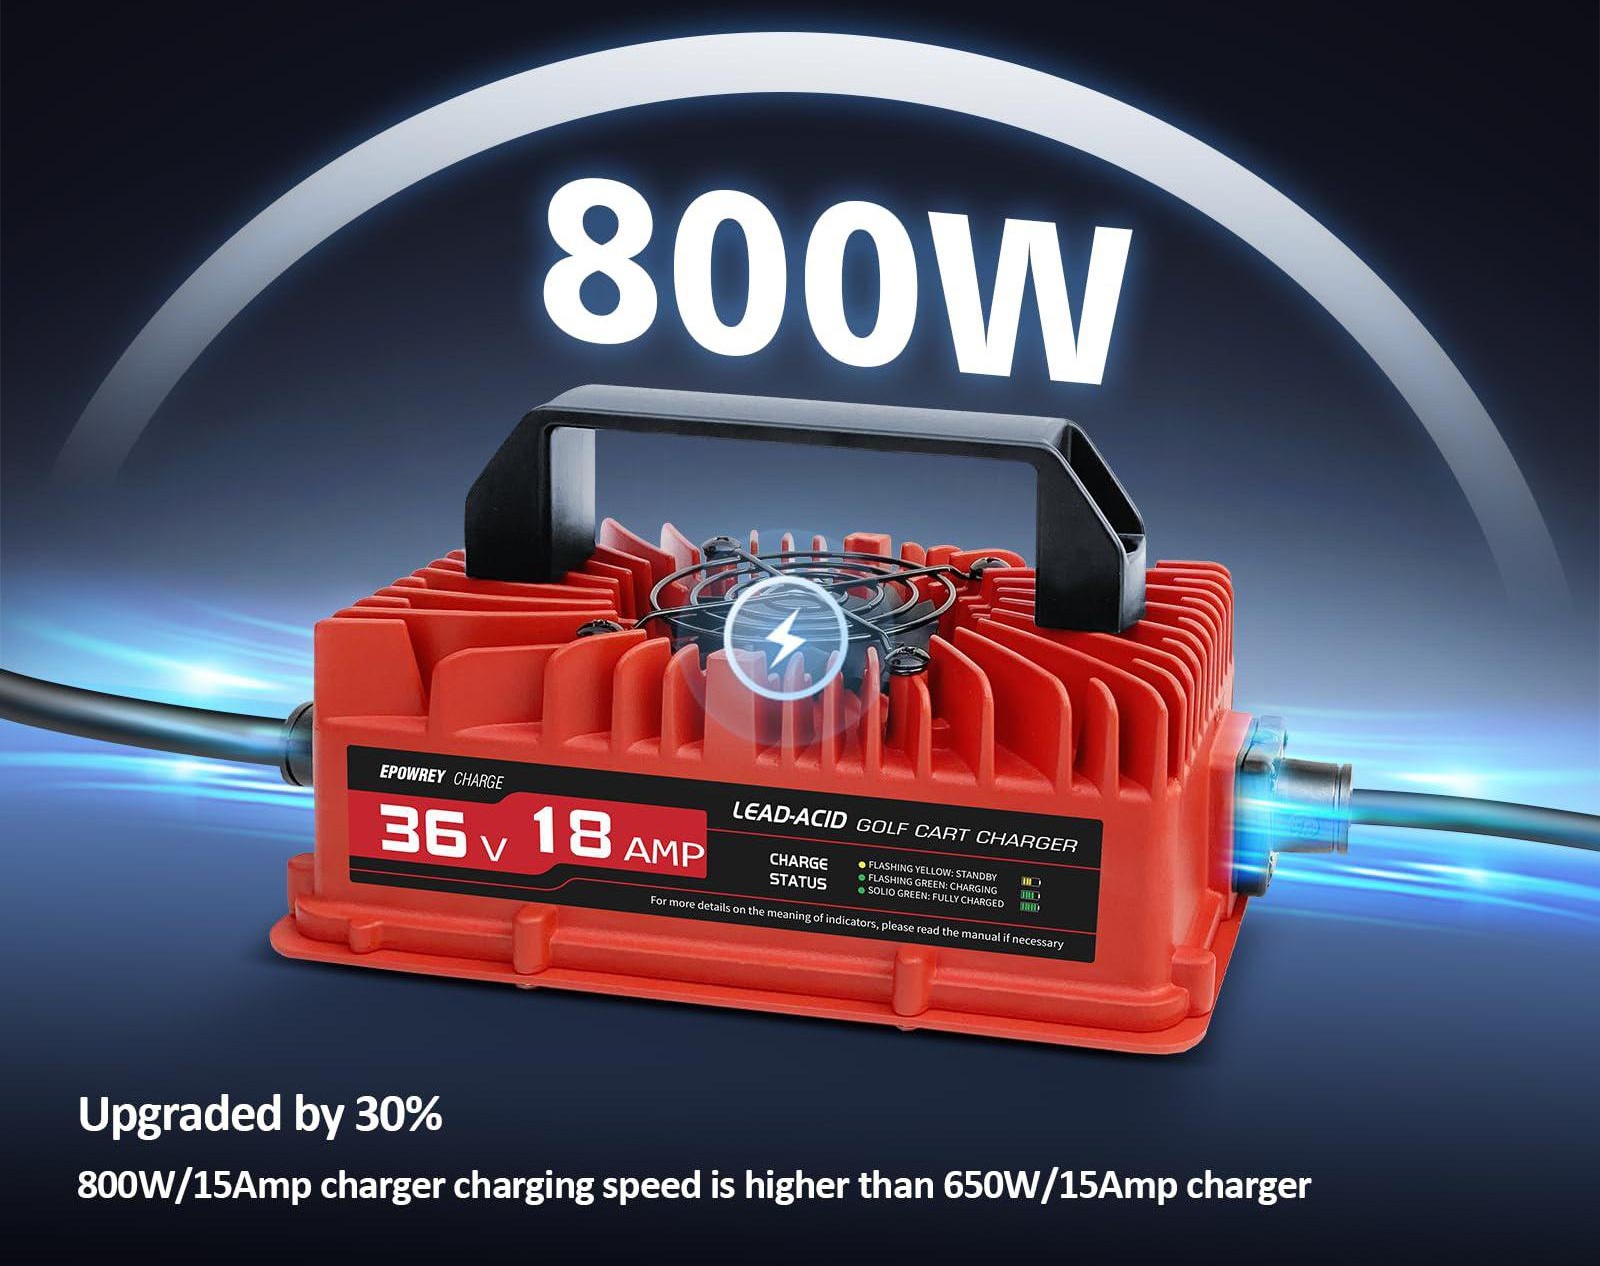 800W
EPOWREY CHARGE
36 V 18 AMP
LEAD-ACID GOLF CART CHARGER
CHARGE
STATUS
FLASHING YELLOW: STANDBY
FLASHING GREEN: CHARGING
SOLIO GREEN: FULLY CHARGED
For more details on the meaning of indicators, please read the manual if necessary
Upgraded by 30%
800W/15Amp charger charging speed is higher than 650W/15Amp charger